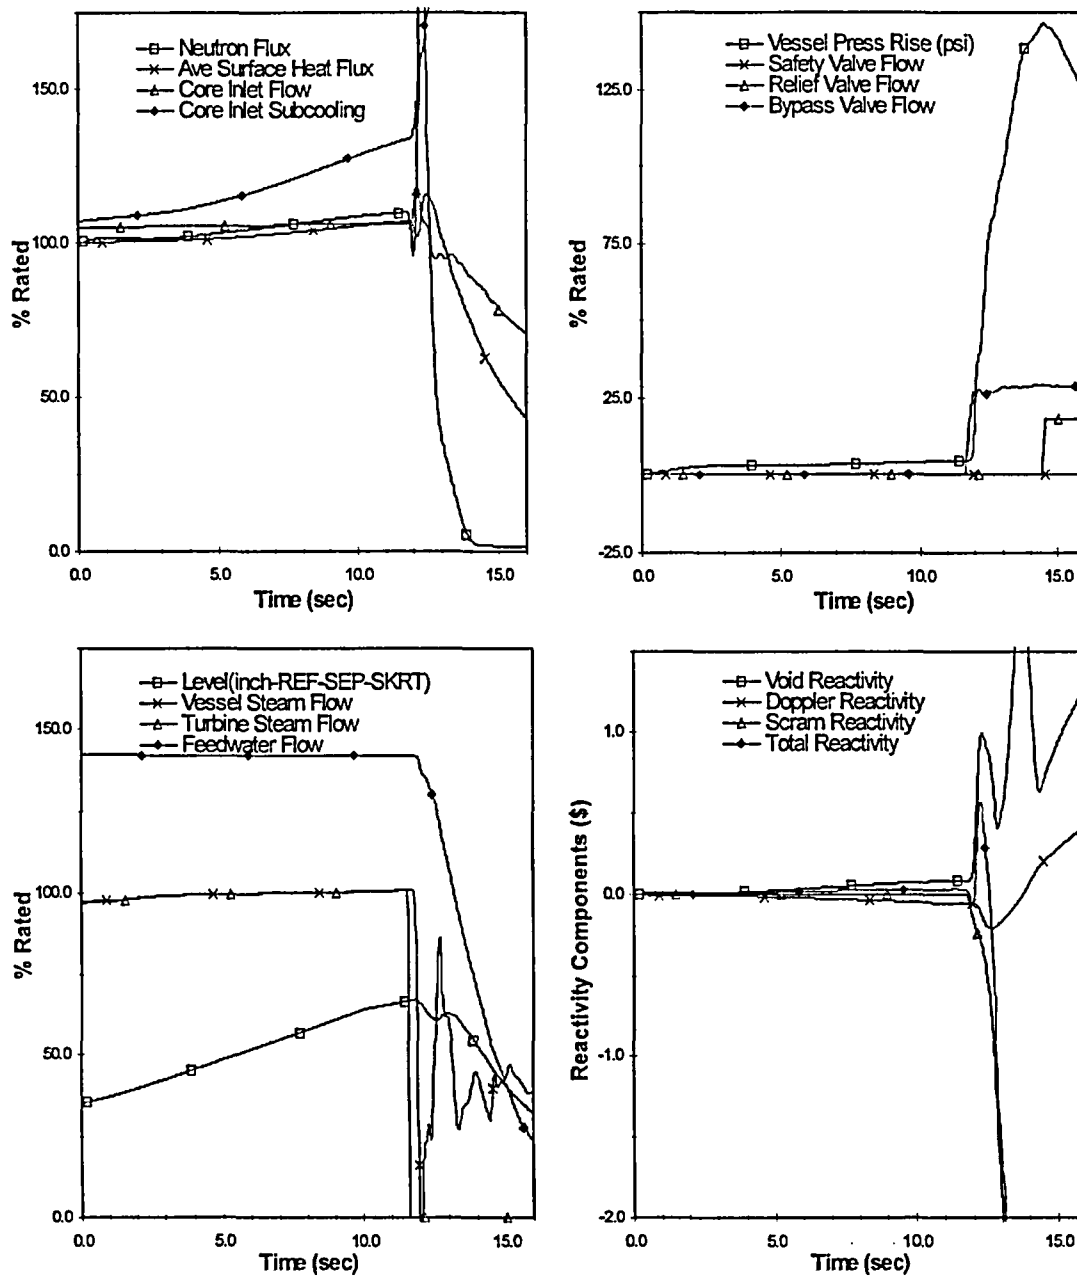 Neutron Flux
Ave Surface Heat Flux
Core Inlet Flow
Core Inlet Subcooling
150.0
100.0
50.0
0.0
% Rated
0.0 5.0 10.0 15.0
Time (sec)
Vessel Press Rise (psi)
Safety Valve Flow
Relief Valve Flow
Bypass Valve Flow
125.0
75.0
25.0
-25.0
% Rated
0.0 5.0 10.0 15.0
Time (sec)
Level(inch-REF-SEP-SKRT)
Vessel Steam Flow
Turbine Steam Flow
Feedwater Flow
150.0
100.0
50.0
0.0
% Rated
0.0 5.0 10.0 15.0
Time (sec)
Void Reactivity
Doppler Reactivity
Scram Reactivity
Total Reactivity
1.0
0.0
-1.0
-2.0
Reactivity Components ($)
0.0 5.0 10.0 15.0
Time (sec)